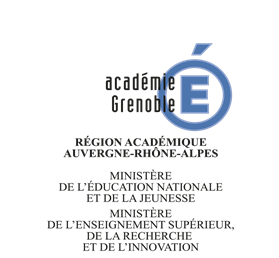 académie
Grenoble
É
RÉGION ACADÉMIQUE
AUVERGNE-RHÔNE-ALPES
MINISTÈRE
DE L'ÉDUCATION NATIONALE
ET DE LA JEUNESSE
MINISTÈRE
DE L'ENSEIGNEMENT SUPÉRIEUR,
DE LA RECHERCHE
ET DE L'INNOVATION